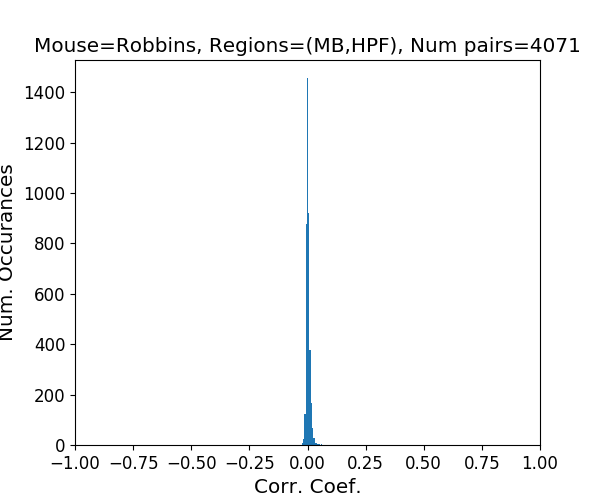 Mouse=Robbins, Regions=(MB,HPF), Num pairs=4071
1400
1200
1000
800
600
400
200
0
Num. Occurances
−1.00 −0.75 −0.50 −0.25 0.00 0.25 0.50 0.75 1.00
Corr. Coef.